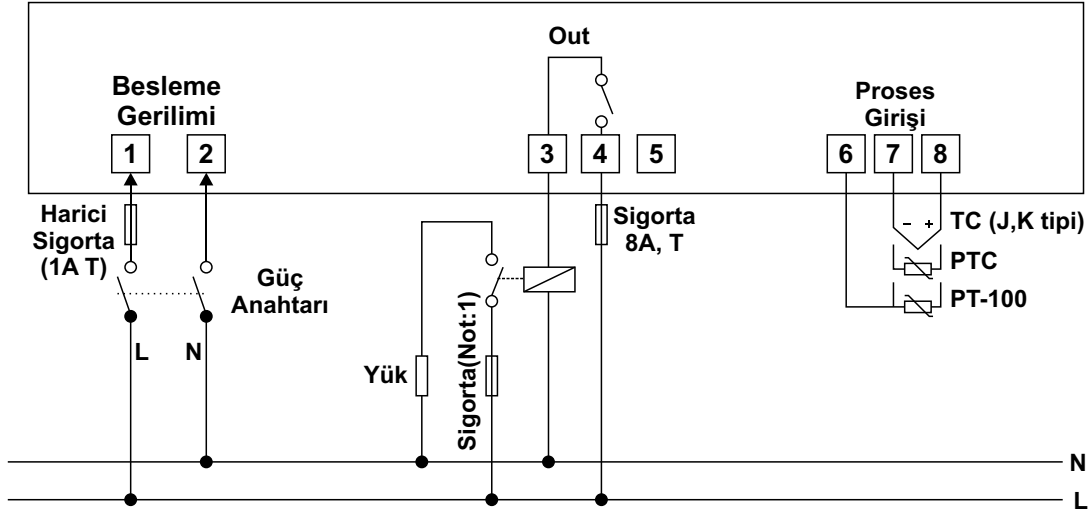 Out
Besleme
Gerilimi
Proses
Girişi
1
2
3
4
5
6
7
8
Harici
Sigorta
(1A T)
Güç
Anahtarı
L
N
Yük
Sigorta(Not:1)
Sigorta
8A, T
- +
TC (J,K tipi)
PTC
PT-100
N
L